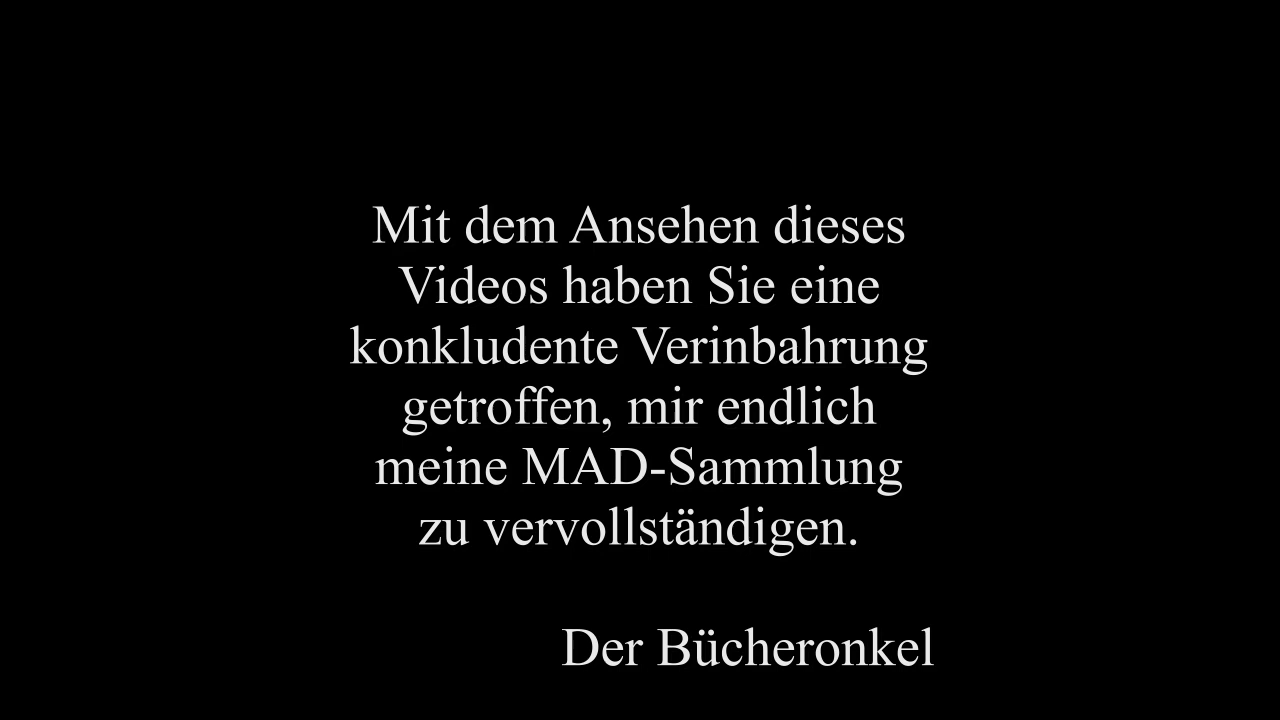 Mit dem Ansehen dieses
Videos haben Sie eine
konkludente Verinbahrung
getroffen, mir endlich
meine MAD-Sammlung
zu vervollständigen.
Der Bücheronkel